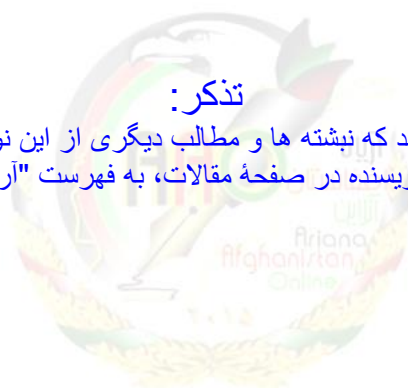 تذکر:
د که نبشته ها و مطالب دیگری از این نو
یسنده در صفحهٔ مقالات، به فهرست "آر
Ariana
Afghanistan
Online